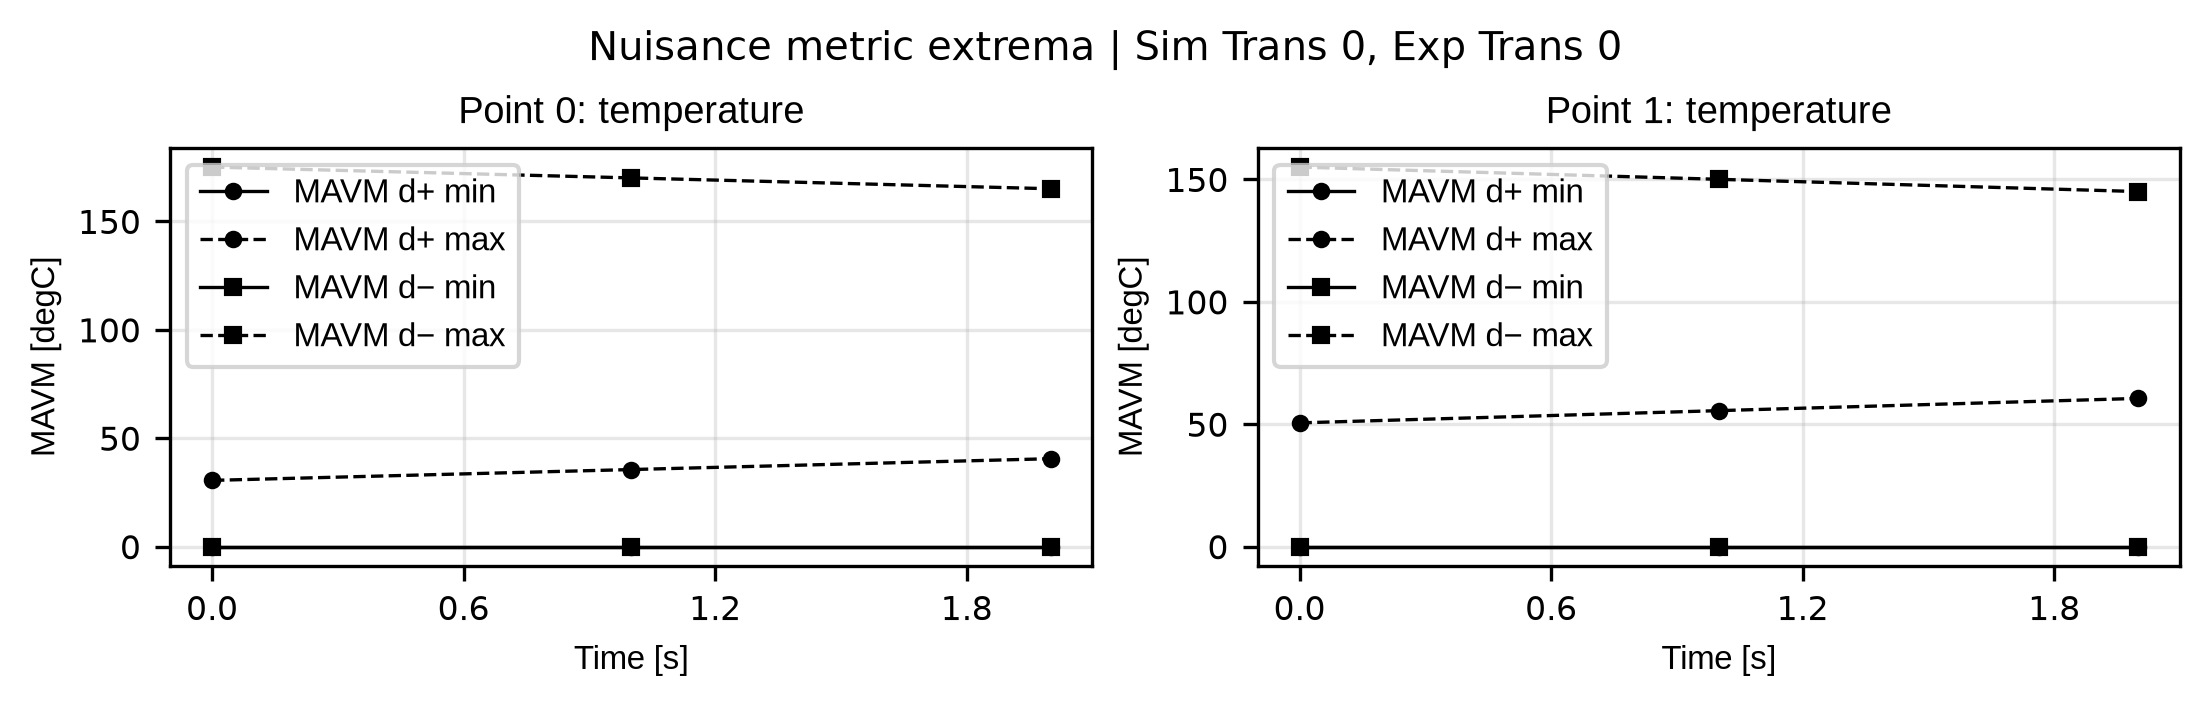 Nuisance metric extrema | Sim Trans 0, Exp Trans 0
Point 0: temperature
MAVM [degC]
150
100
50
0
MAVM d+ min
MAVM d+ max
MAVM d− min
MAVM d− max
0.0 0.6 1.2 1.8
Time [s]
Point 1: temperature
MAVM [degC]
150
100
50
0
MAVM d+ min
MAVM d+ max
MAVM d− min
MAVM d− max
0.0 0.6 1.2 1.8
Time [s]